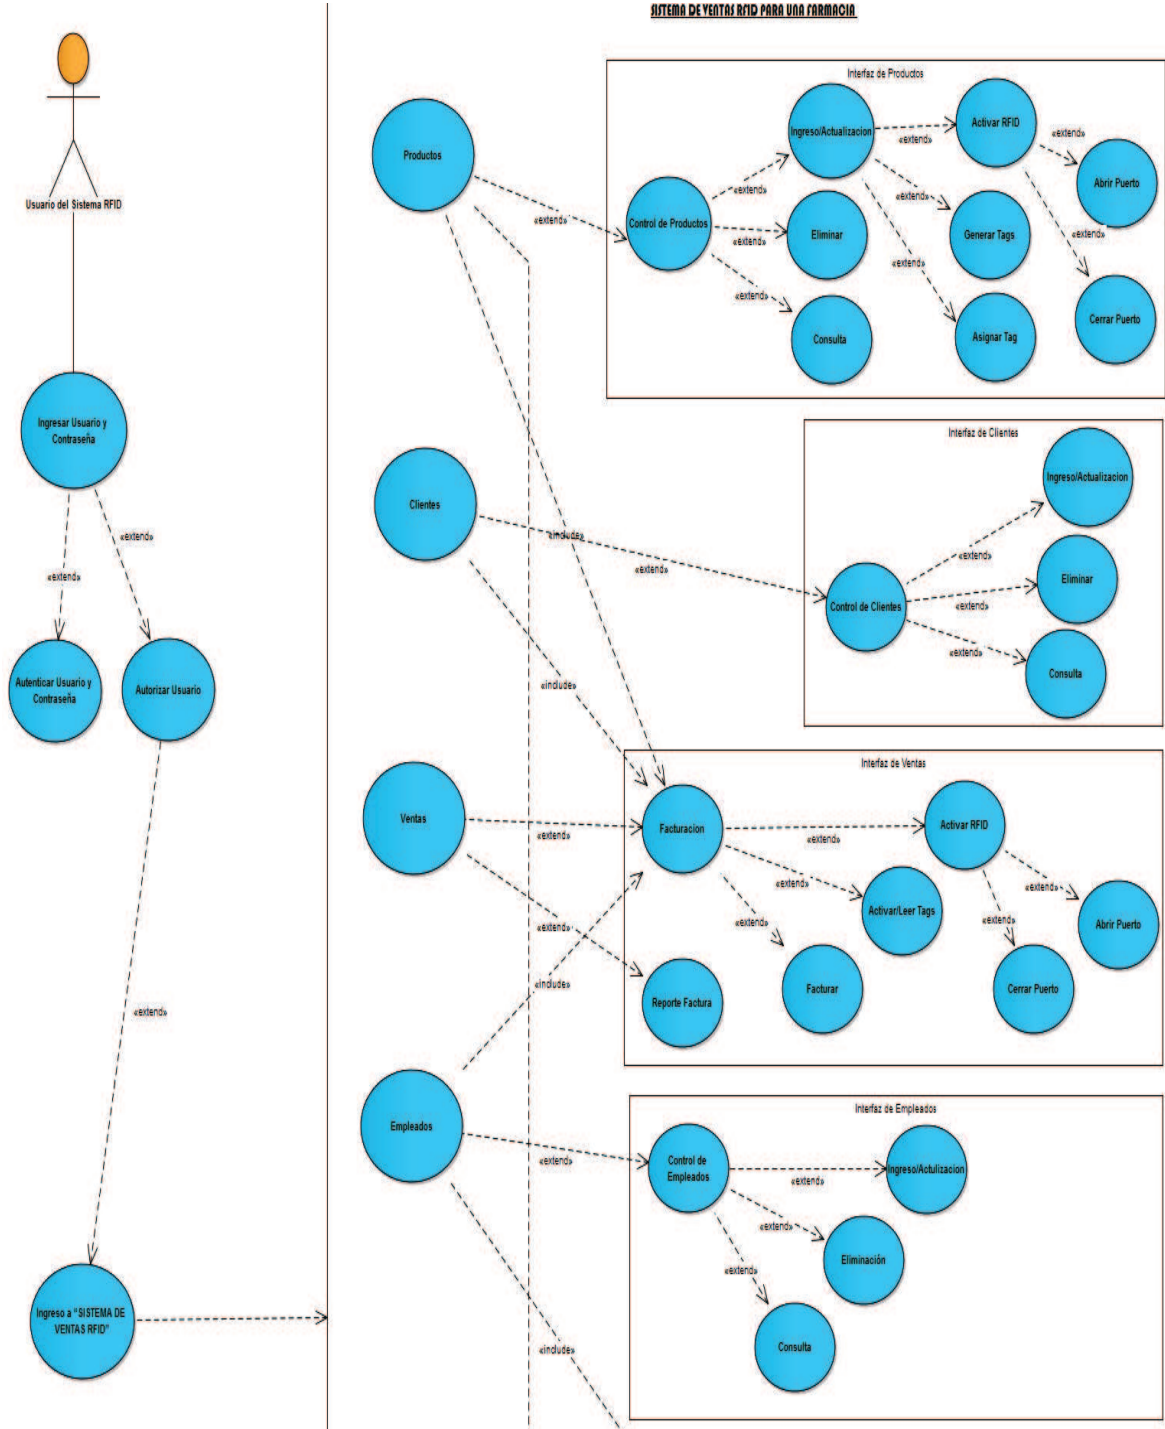 SISTEMA DE VENTAS RFID PARA UNA FARMACIA
Usuario del Sistema RFID
Ingresar Usuario y
Contraseña
«extend»
«extend»
Autenticar Usuario y
Contraseña
Autorizar Usuario
«extend»
Ingreso a "SISTEMA DE
VENTAS RFID"
Productos
«extend»
«include»
Interfaz de Productos
Control de Productos
«extend»
«extend»
«extend»
Ingreso/Actualizacion
Eliminar
Consulta
«extend»
«extend»
«extend»
Activar RFID
Generar Tags
Asignar Tag
«extend»
«extend»
Abrir Puerto
Cerrar Puerto
Clientes
«extend»
«include»
Interfaz de Clientes
Control de Clientes
«extend»
«extend»
«extend»
Ingreso/Actualizacion
Eliminar
Consulta
Ventas
«extend»
«extend»
Interfaz de Ventas
Facturacion
Reporte Factura
«extend»
«extend»
«extend»
Activar RFID
Activar/Leer Tags
Facturar
«extend»
«extend»
Abrir Puerto
Cerrar Puerto
Empleados
«include»
«extend»
«include»
Interfaz de Empleados
Control de
Empleados
«extend»
«extend»
«extend»
Ingreso/Actulizacion
Eliminación
Consulta